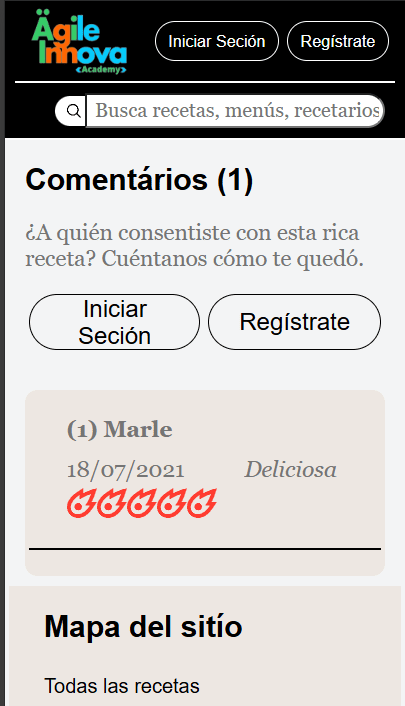 Ägile
Innova
<Academy>
Iniciar Seción
Regístrate
Busca recetas, menús, recetarios
Comentários (1)
¿A quién consentiste con esta rica
receta? Cuéntanos cómo te quedó.
Iniciar
Seción
Regístrate
(1) Marle
18/07/2021
Deliciosa
Mapa del sitío
Todas las recetas